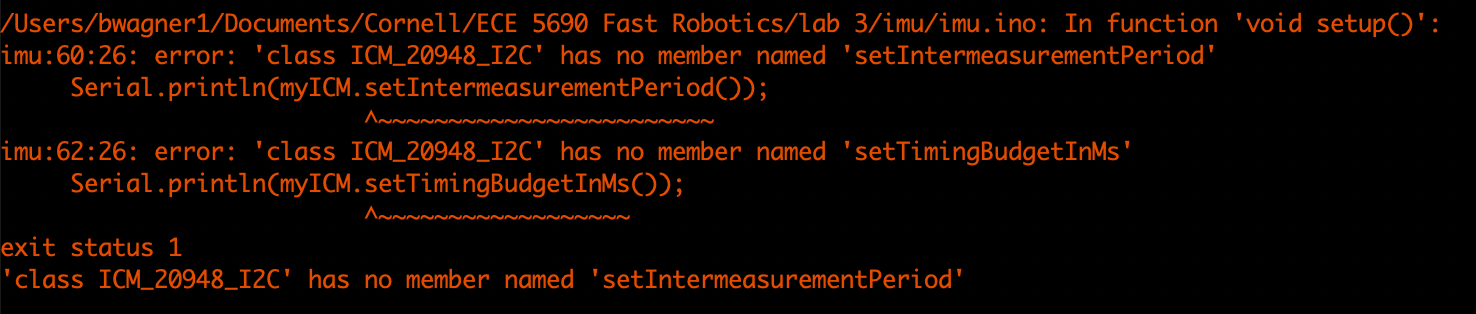 /Users/bwagner1/Documents/Cornell/ECE 5690 Fast Robotics/lab 3/imu/imu.ino: In function 'void setup()':
imu:60:26: error: 'class ICM_20948_I2C' has no member named 'setIntermeasurementPeriod'
     Serial.println(myICM.setIntermeasurementPeriod());
                          ^~~~~~~~~~~~~~~~~~~~~~~~~
imu:62:26: error: 'class ICM_20948_I2C' has no member named 'setTimingBudgetInMs'
     Serial.println(myICM.setTimingBudgetInMs());
                          ^~~~~~~~~~~~~~~~~~~
exit status 1
'class ICM_20948_I2C' has no member named 'setIntermeasurementPeriod'